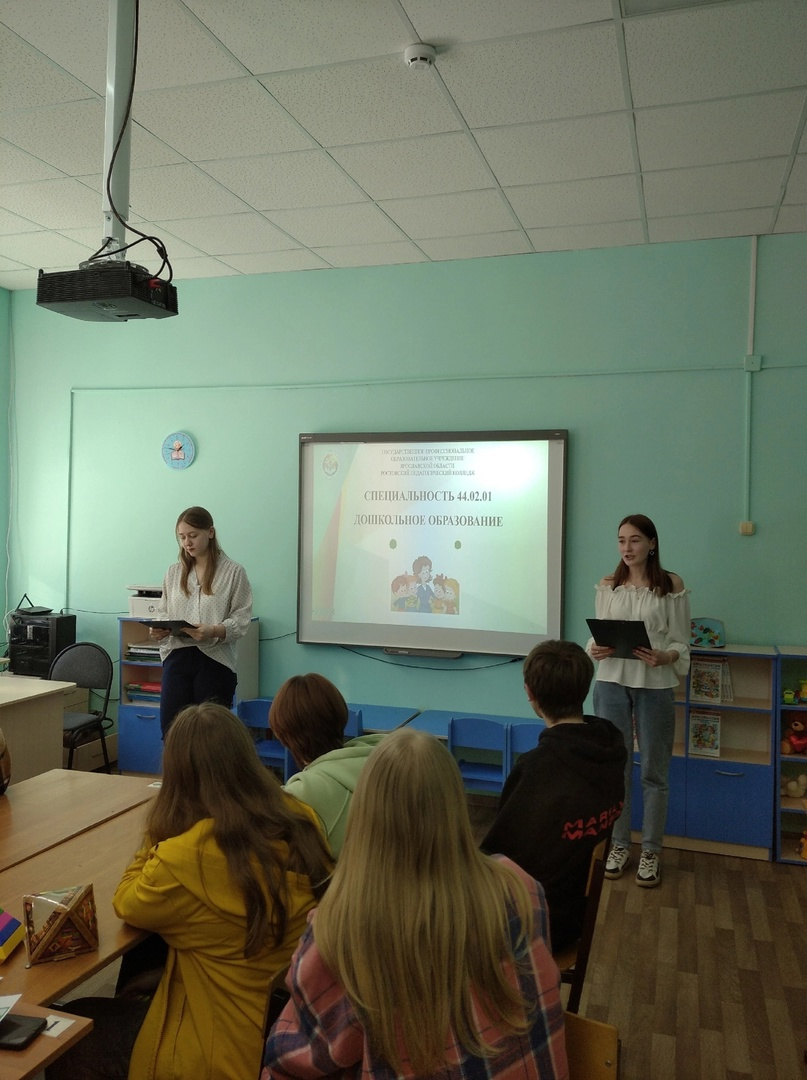 ГОСУДАРСТВЕННОЕ ПРОФЕССИОНАЛЬНОЕ
ОБРАЗОВАТЕЛЬНОЕ УЧРЕЖДЕНИЕ
ЯРОСЛАВСКОЙ ОБЛАСТИ
РОСТОВСКИЙ ПЕДАГОГИЧЕСКИЙ КОЛЛЕДЖ
СПЕЦИАЛЬНОСТЬ 44.02.01
ДОШКОЛЬНОЕ ОБРАЗОВАНИЕ